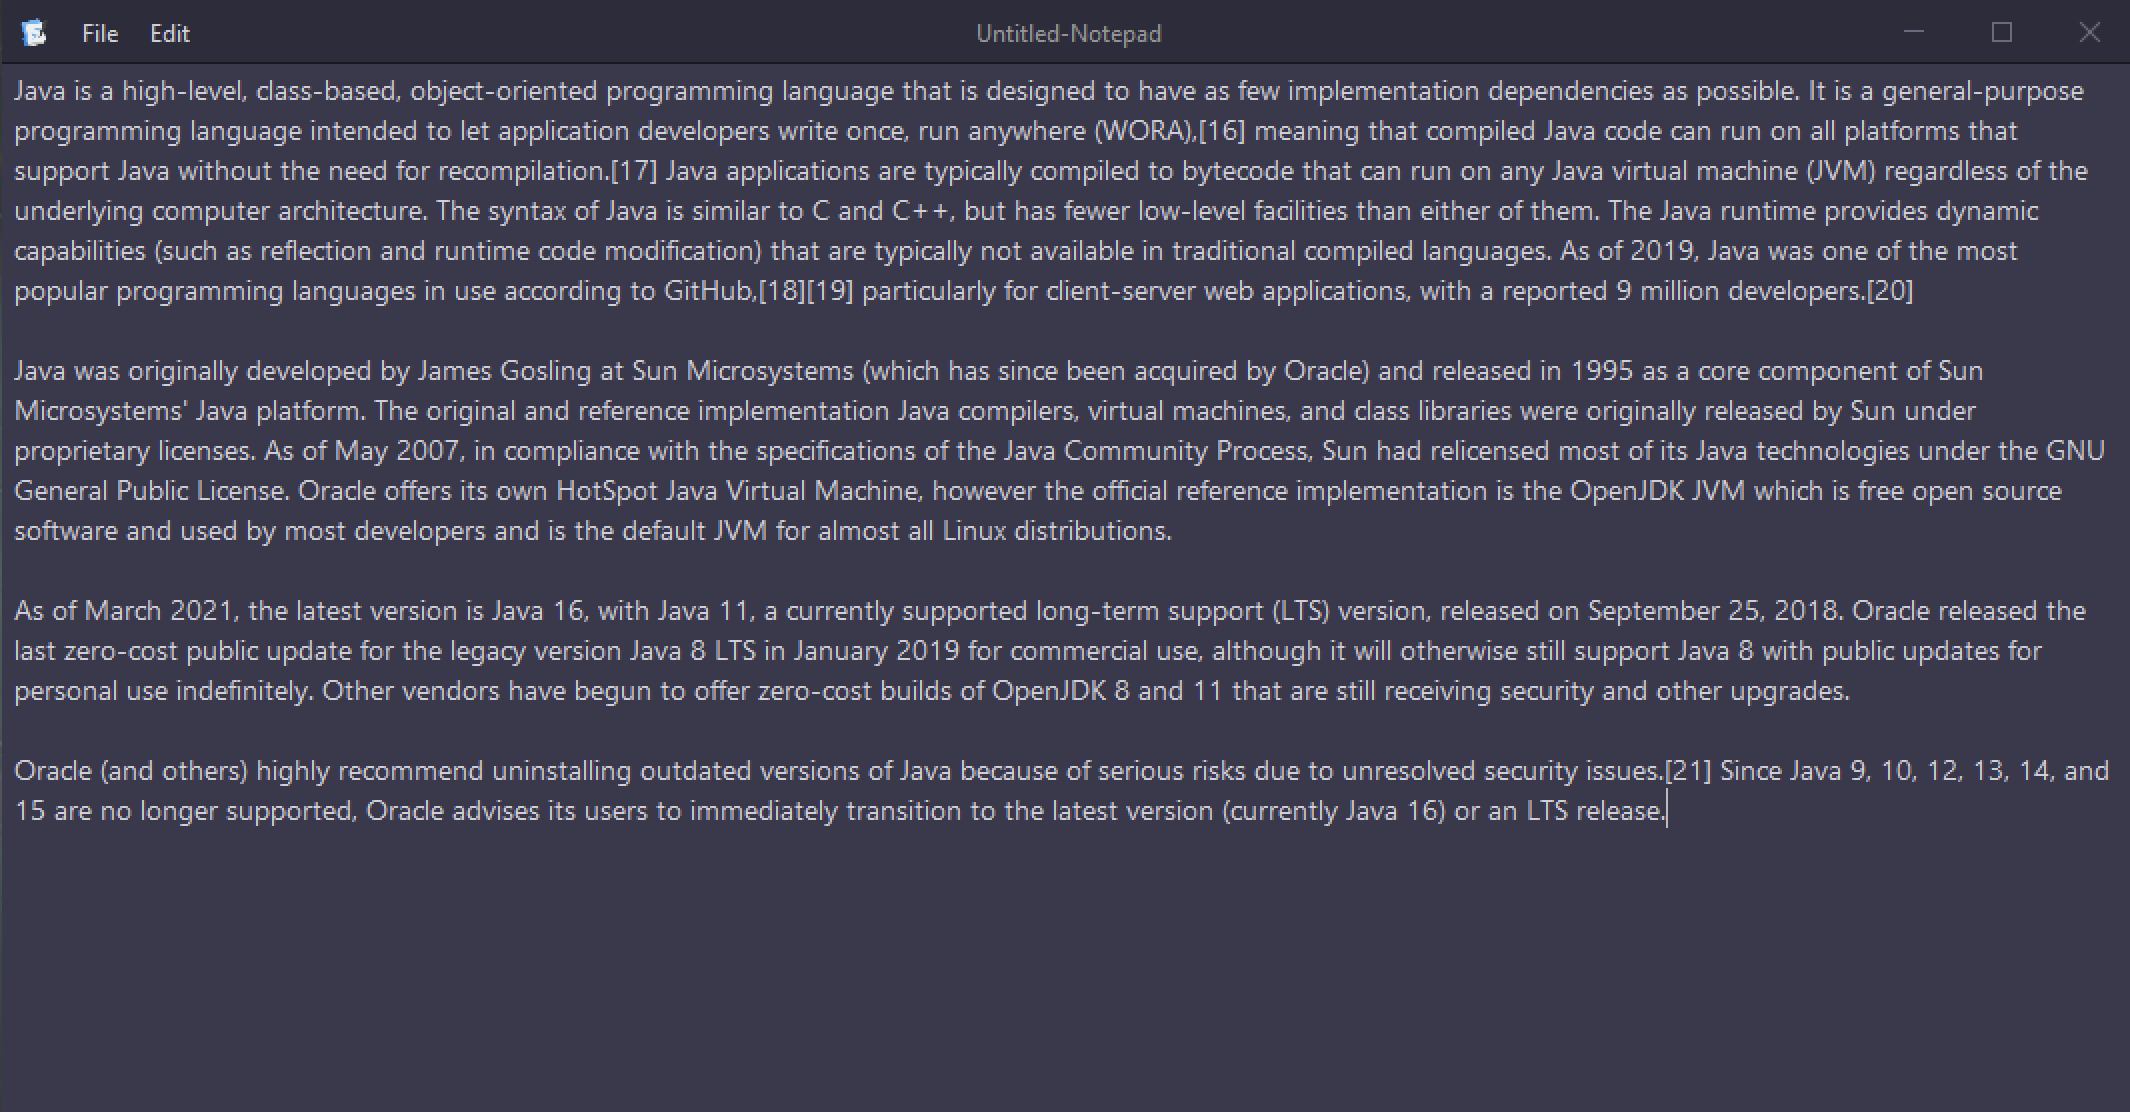 File Edit Untitled-Notepad
Java is a high-level, class-based, object-oriented programming language that is designed to have as few implementation dependencies as possible. It is a general-purpose
programming language intended to let application developers write once, run anywhere (WORA),[16] meaning that compiled Java code can run on all platforms that
support Java without the need for recompilation.[17] Java applications are typically compiled to bytecode that can run on any Java virtual machine (JVM) regardless of the
underlying computer architecture. The syntax of Java is similar to C and C++, but has fewer low-level facilities than either of them. The Java runtime provides dynamic
capabilities (such as reflection and runtime code modification) that are typically not available in traditional compiled languages. As of 2019, Java was one of the most
popular programming languages in use according to GitHub,[18][19] particularly for client-server web applications, with a reported 9 million developers.[20]
Java was originally developed by James Gosling at Sun Microsystems (which has since been acquired by Oracle) and released in 1995 as a core component of Sun
Microsystems' Java platform. The original and reference implementation Java compilers, virtual machines, and class libraries were originally released by Sun under
proprietary licenses. As of May 2007, in compliance with the specifications of the Java Community Process, Sun had relicensed most of its Java technologies under the GNU
General Public License. Oracle offers its own HotSpot Java Virtual Machine, however the official reference implementation is the OpenJDK JVM which is free open source
software and used by most developers and is the default JVM for almost all Linux distributions.
As of March 2021, the latest version is Java 16, with Java 11, a currently supported long-term support (LTS) version, released on September 25, 2018. Oracle released the
last zero-cost public update for the legacy version Java 8 LTS in January 2019 for commercial use, although it will otherwise still support Java 8 with public updates for
personal use indefinitely. Other vendors have begun to offer zero-cost builds of OpenJDK 8 and 11 that are still receiving security and other upgrades.
Oracle (and others) highly recommend uninstalling outdated versions of Java because of serious risks due to unresolved security issues.[21] Since Java 9, 10, 12, 13, 14, and
15 are no longer supported, Oracle advises its users to immediately transition to the latest version (currently Java 16) or an LTS release.